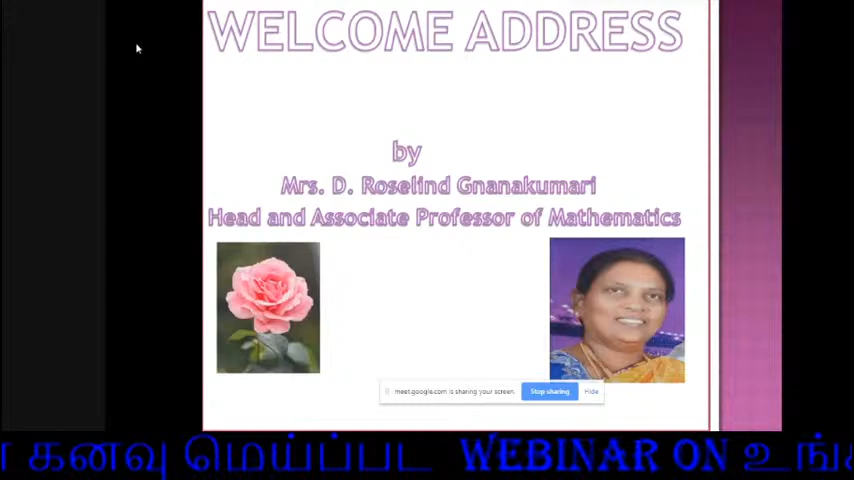 WELCOME ADDRESS
by
Mrs. D. Roselind Gnanakumari
Head and Associate Professor of Mathematics
meet.google.com is sharing your screen.
Stop sharing
Hide
கனவு மெய்ப்பட WEBINAR ON